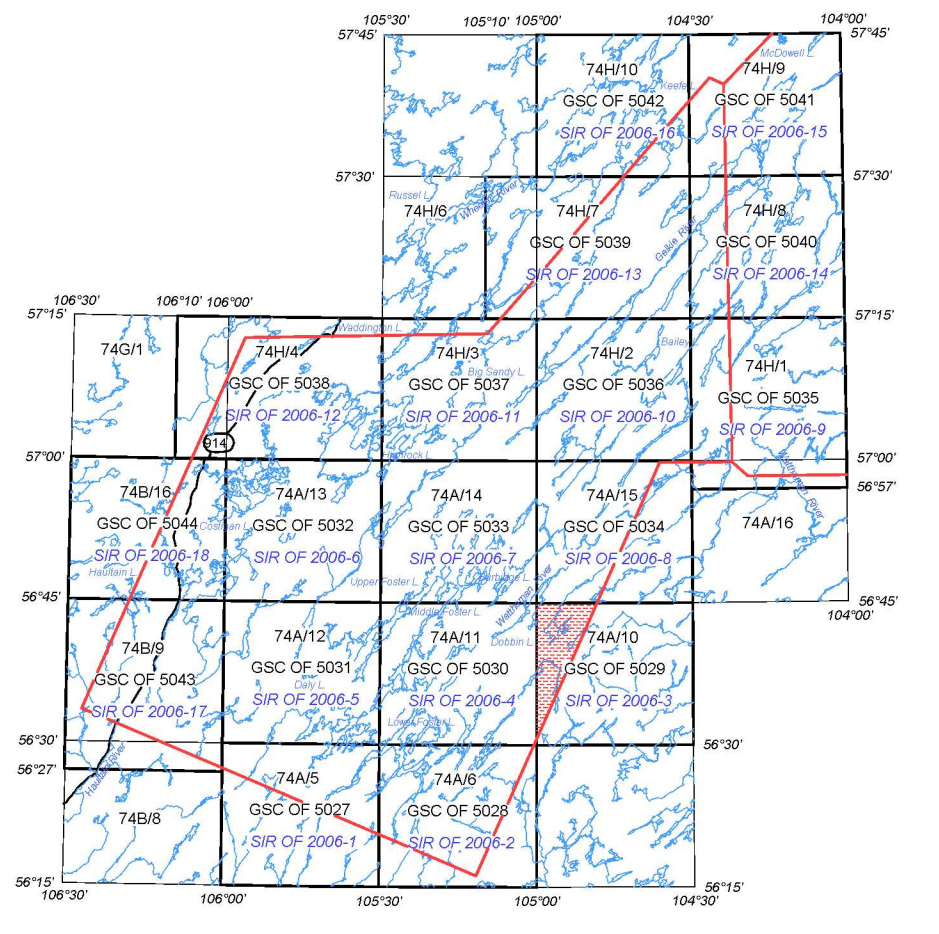 105°30' 105°10' 105°00' 104°30' 104°00'
57°45' 57°45'
McDowell L.
74H/10 74H/9
Keefe L.
GSC OF 5042 GSC OF 5041
SIR OF 2006-16 SIR OF 2006-15
57°30' 57°30'
Russel L. Wheeler River
74H/6 74H/7 74H/8
Geikie River
GSC OF 5039 GSC OF 5040
SIR OF 2006-13 SIR OF 2006-14
106°30' 106°10' 106°00'
57°15' 57°15'
Waddington L.
74G/1 74H/4 74H/3 74H/2 Bailey L. 74H/1
Big Sandy L.
GSC OF 5038 GSC OF 5037 GSC OF 5036 GSC OF 5035
SIR OF 2006-12 SIR OF 2006-11 SIR OF 2006-10 SIR OF 2006-9
914
57°00' 57°00'
56°57'
74B/16 74A/13 74A/14 74A/15 74A/16
Wathaman River
GSC OF 5044 Costigan L. GSC OF 5032 GSC OF 5033 GSC OF 5034
SIR OF 2006-18 SIR OF 2006-6 SIR OF 2006-7 SIR OF 2006-8
Haultain L. Upper Foster L. Burbidge L.
56°45' 56°45'
104°00'
Middle Foster L. Wathaman River
74B/9 74A/12 74A/11 Dobbin L. 74A/10
GSC OF 5043 GSC OF 5031 GSC OF 5030 GSC OF 5029
Daly L.
SIR OF 2006-17 SIR OF 2006-5 SIR OF 2006-4 SIR OF 2006-3
Lower Foster L.
56°30' 56°30'
56°27'
Haultain River
74A/5 74A/6
74B/8 GSC OF 5027 GSC OF 5028
SIR OF 2006-1 SIR OF 2006-2
56°15' 56°15'
106°30' 106°00' 105°30' 105°00' 104°30'